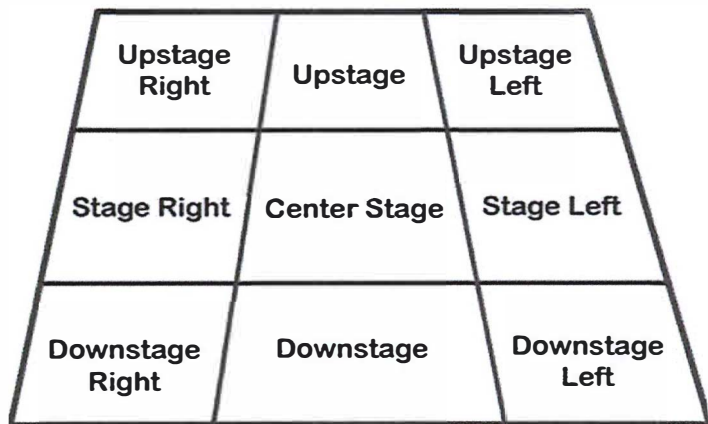 Upstage
Right
Upstage
Upstage
Left
Stage Right
Center Stage
Stage Left
Downstage
Right
Downstage
Downstage
Left